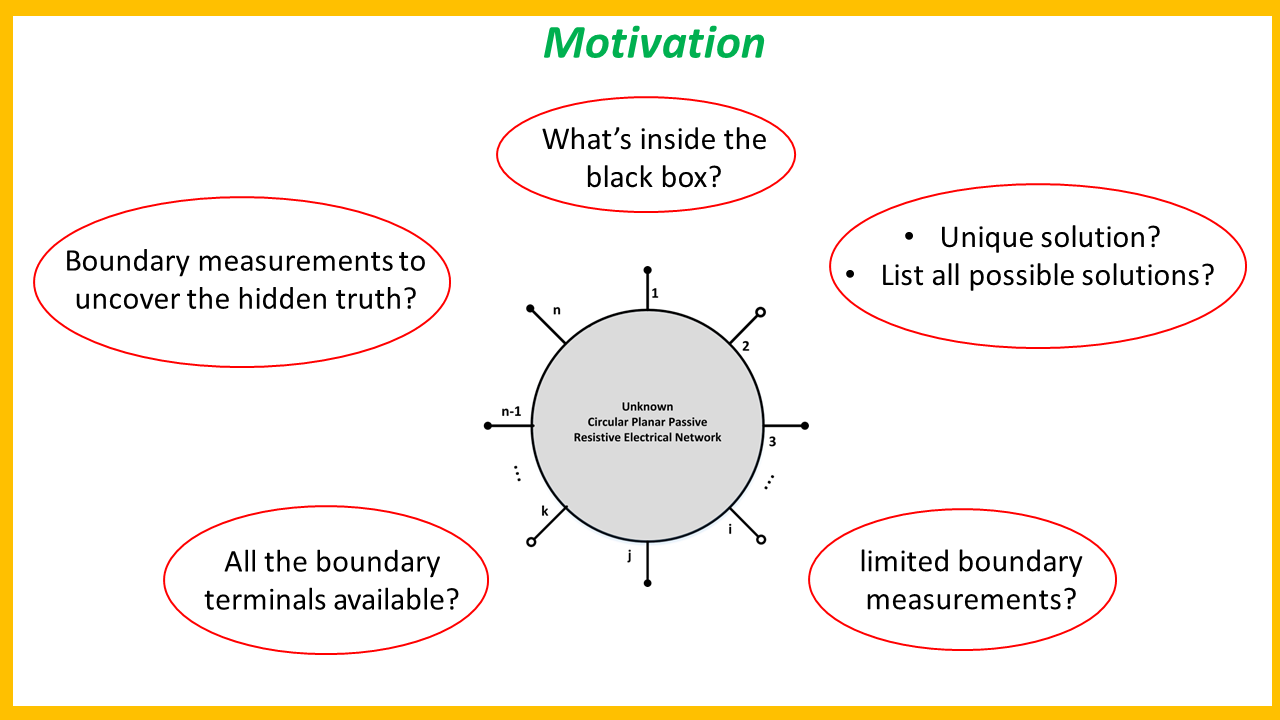 Motivation
What’s inside the
black box?
Boundary measurements to
uncover the hidden truth?
• Unique solution?
• List all possible solutions?
1
2
3
...
i
j
k
...
n-1
n
Unknown
Circular Planar Passive
Resistive Electrical Network
All the boundary
terminals available?
limited boundary
measurements?